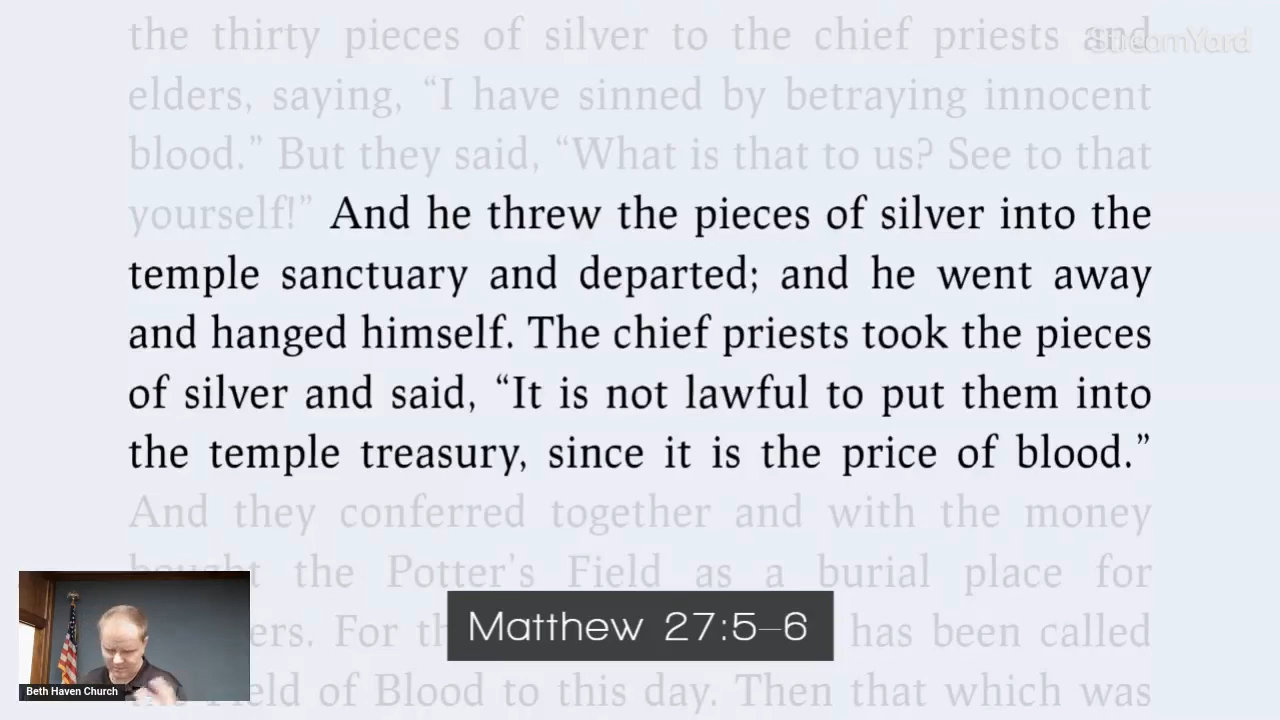 the thirty pieces of silver to the chief priests and
StreamYard
elders, saying, “I have sinned by betraying innocent
blood.” But they said, “What is that to us? See to that
yourself!” And he threw the pieces of silver into the
temple sanctuary and departed; and he went away
and hanged himself. The chief priests took the pieces
of silver and said, “It is not lawful to put them into
the temple treasury, since it is the price of blood.”
And they conferred together and with the money
bought the Potter’s Field as a burial place for
ers. For th has been called
Field of Blood to this day. Then that which was
Matthew 27:5–6
Beth Haven Church